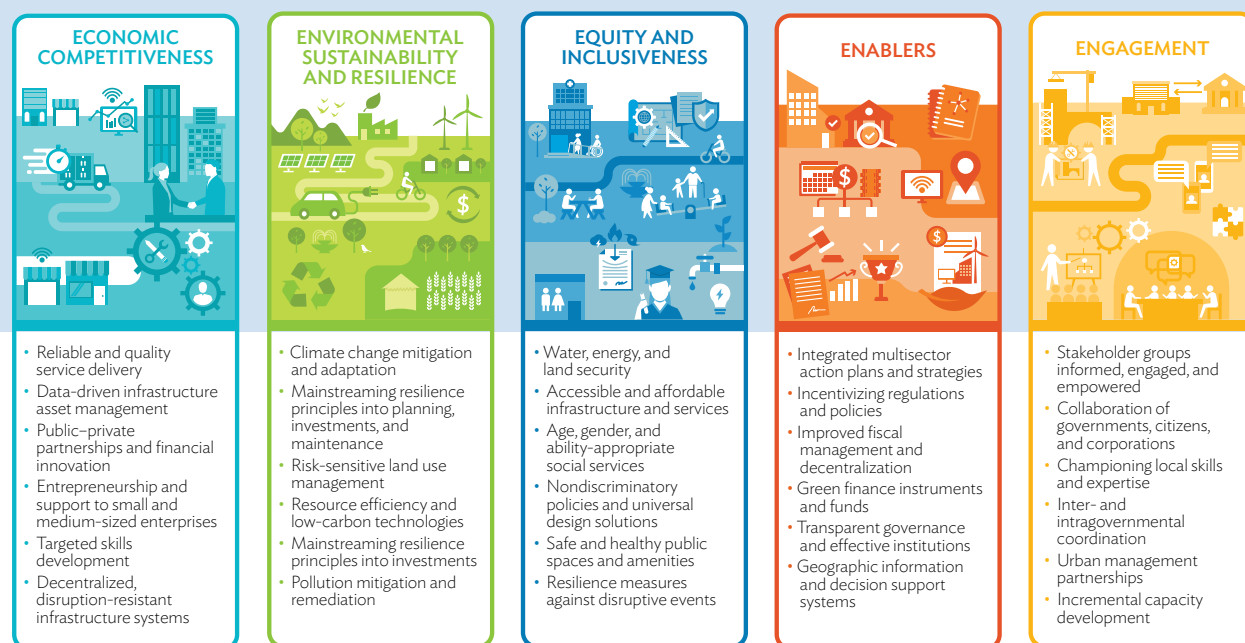 ECONOMIC
COMPETITIVENESS
• Reliable and quality
service delivery
• Data-driven infrastructure
asset management
• Public–private
partnerships and financial
innovation
• Entrepreneurship and
support to small and
medium-sized enterprises
• Targeted skills
development
• Decentralized,
disruption-resistant
infrastructure systems
ENVIRONMENTAL
SUSTAINABILITY
AND RESILIENCE
$
• Climate change mitigation
and adaptation
• Mainstreaming resilience
principles into planning,
investments, and
maintenance
• Risk-sensitive land use
management
• Resource efficiency and
low-carbon technologies
• Mainstreaming resilience
principles into investments
• Pollution mitigation and
remediation
EQUITY AND
INCLUSIVENESS
• Water, energy, and
land security
• Accessible and affordable
infrastructure and services
• Age, gender, and
ability-appropriate
social services
• Nondiscriminatory
policies and universal
design solutions
• Safe and healthy public
spaces and amenities
• Resilience measures
against disruptive events
ENABLERS
$
$
• Integrated multisector
action plans and strategies
• Incentivizing regulations
and policies
• Improved fiscal
management and
decentralization
• Green finance instruments
and funds
• Transparent governance
and effective institutions
• Geographic information
and decision support
systems
ENGAGEMENT
• Stakeholder groups
informed, engaged, and
empowered
• Collaboration of
governments, citizens,
and corporations
• Championing local skills
and expertise
• Inter- and
intragovernmental
coordination
• Urban management
partnerships
• Incremental capacity
development